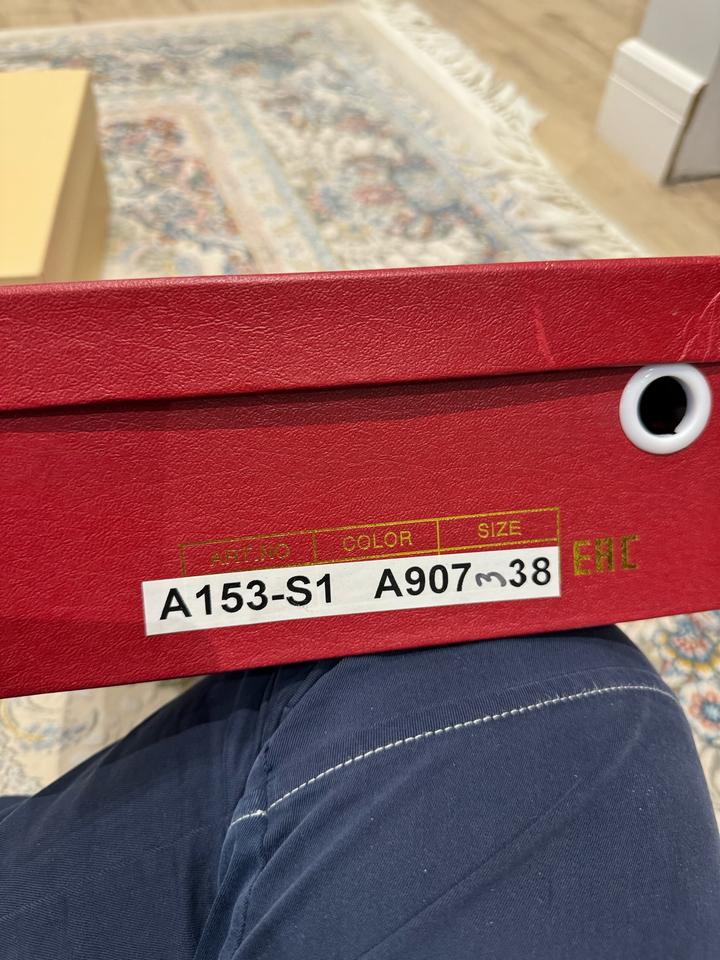 ART.NO COLOR SIZE
EAC
A153-S1 A907 m 38